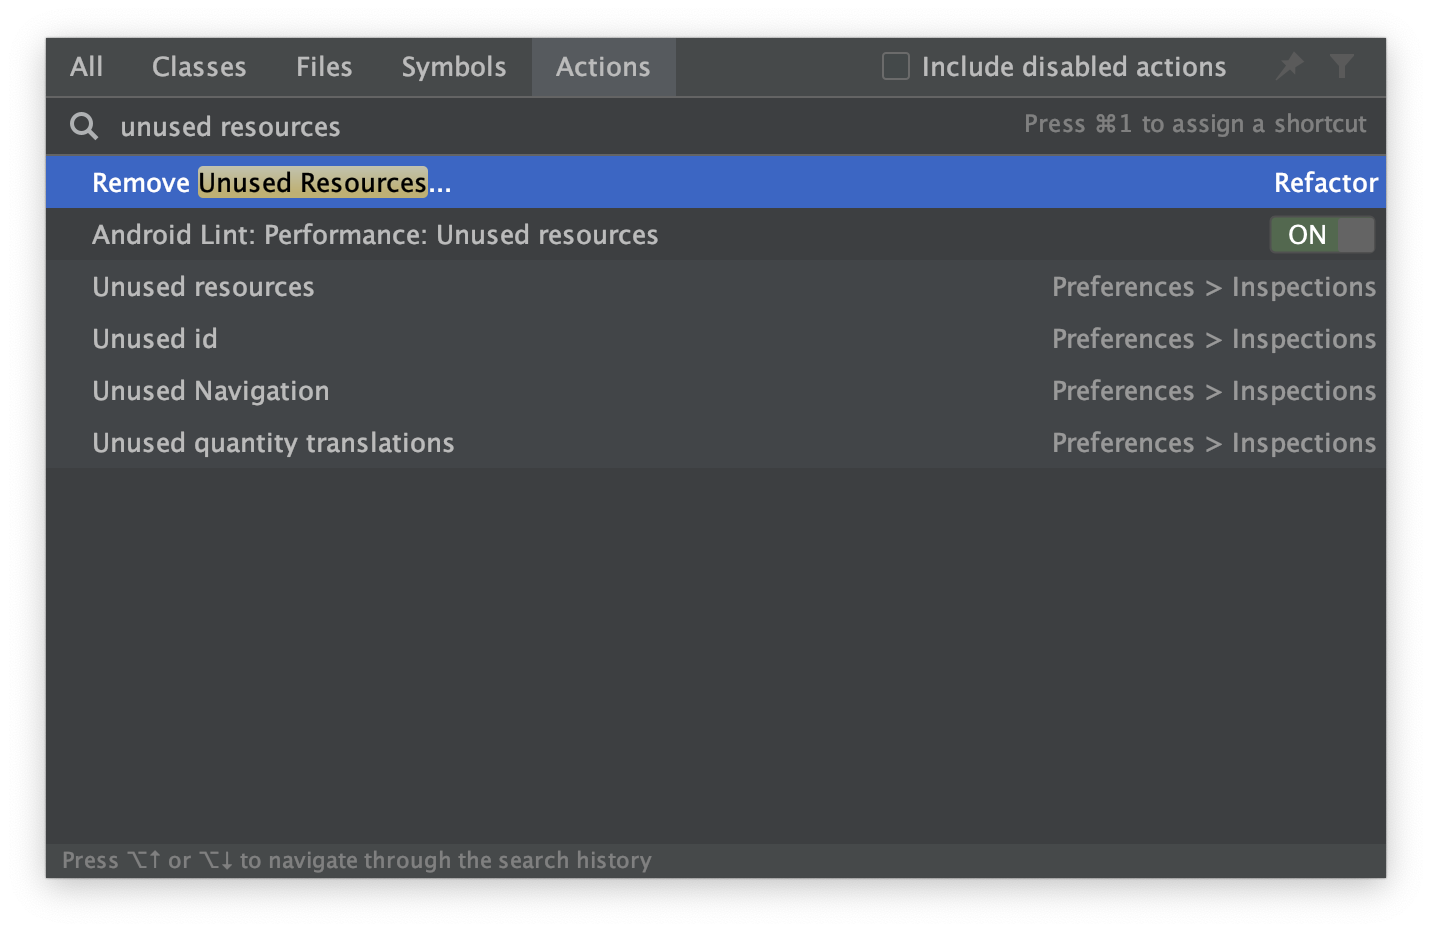 All Classes Files Symbols Actions Include disabled actions
unused resources Press ⌘1 to assign a shortcut
Remove Unused Resources... Refactor
Android Lint: Performance: Unused resources ON
Unused resources Preferences > Inspections
Unused id Preferences > Inspections
Unused Navigation Preferences > Inspections
Unused quantity translations Preferences > Inspections
Press ⌥↑ or ⌥↓ to navigate through the search history